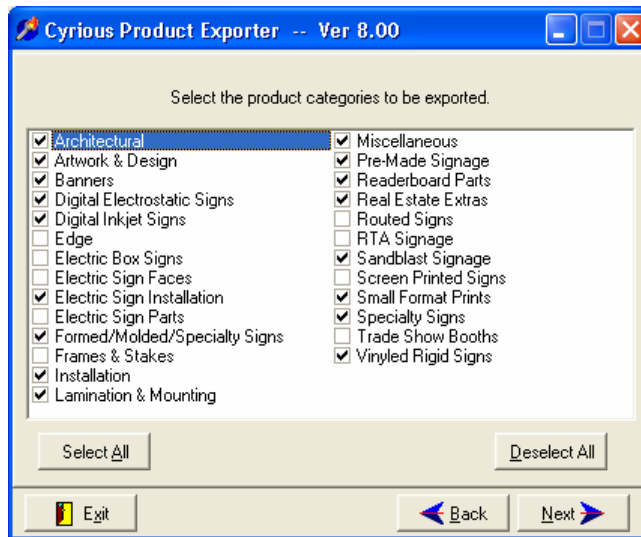 Cyrious Product Exporter -- Ver 8.00
Select the product categories to be exported.
Architectural
Artwork & Design
Banners
Digital Electrostatic Signs
Digital Inkjet Signs
Edge
Electric Box Signs
Electric Sign Faces
Electric Sign Installation
Electric Sign Parts
Formed/Molded/Specialty Signs
Frames & Stakes
Installation
Lamination & Mounting
Miscellaneous
Pre-Made Signage
Readerboard Parts
Real Estate Extras
Routed Signs
RTA Signage
Sandblast Signage
Screen Printed Signs
Small Format Prints
Specialty Signs
Trade Show Booths
Vinyled Rigid Signs
Select All
Deselect All
Exit
Back
Next